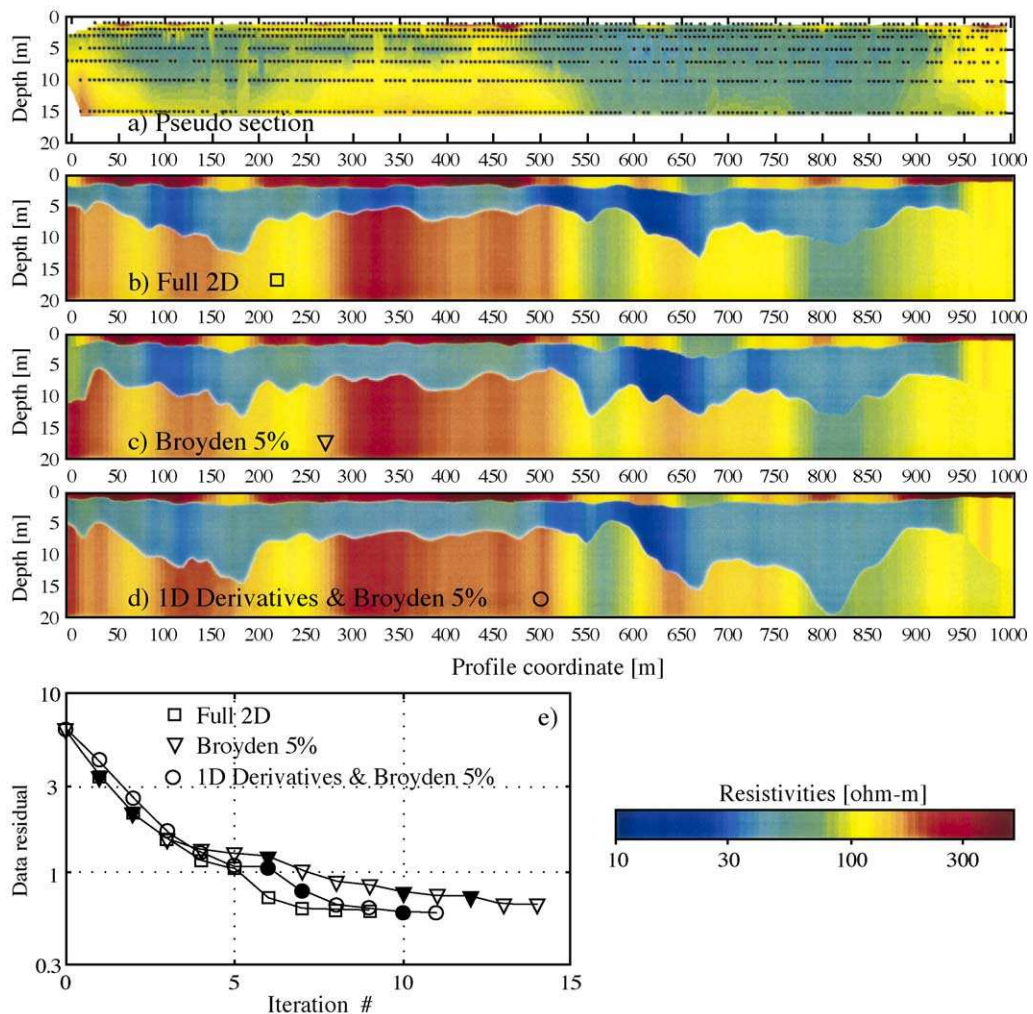 0
5
10
15
20
Depth [m]
a) Pseudo section
0 50 100 150 200 250 300 350 400 450 500 550 600 650 700 750 800 850 900 950 1000
0
5
10
15
20
Depth [m]
b) Full 2D
0 50 100 150 200 250 300 350 400 450 500 550 600 650 700 750 800 850 900 950 1000
0
5
10
15
20
Depth [m]
c) Broyden 5%
0 50 100 150 200 250 300 350 400 450 500 550 600 650 700 750 800 850 900 950 1000
0
5
10
15
20
Depth [m]
d) 1D Derivatives & Broyden 5%
0 50 100 150 200 250 300 350 400 450 500 550 600 650 700 750 800 850 900 950 1000
Profile coordinate [m]
10
3
1
0.3
Data residual
Full 2D
Broyden 5%
1D Derivatives & Broyden 5%
e)
0 5 10 15
Iteration #
Resistivities [ohm-m]
10 30 100 300